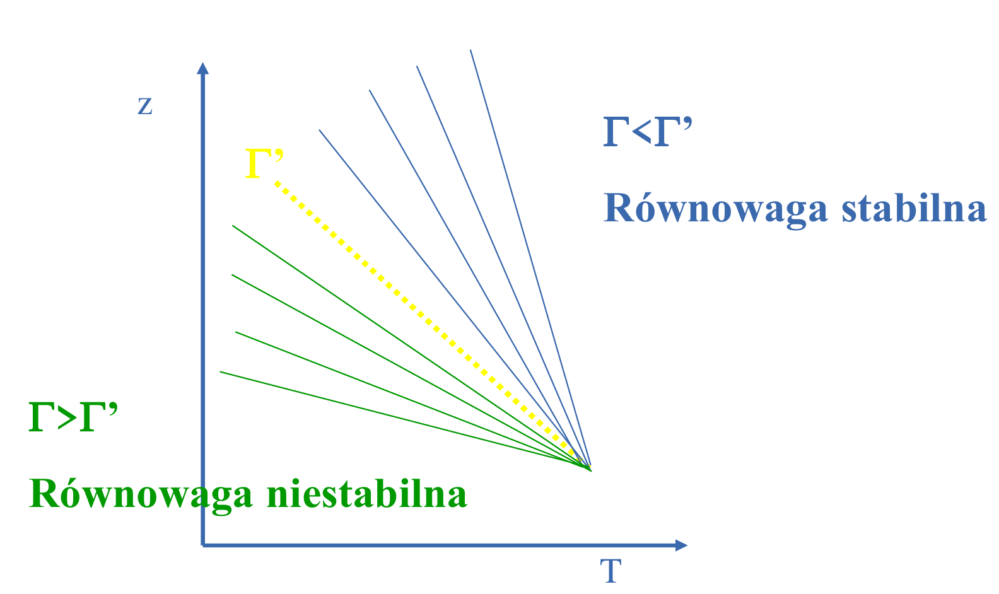 z
Γ<Γ’
Γ’
Równowaga stabilna
Γ>Γ’
Równowaga niestabilna
T